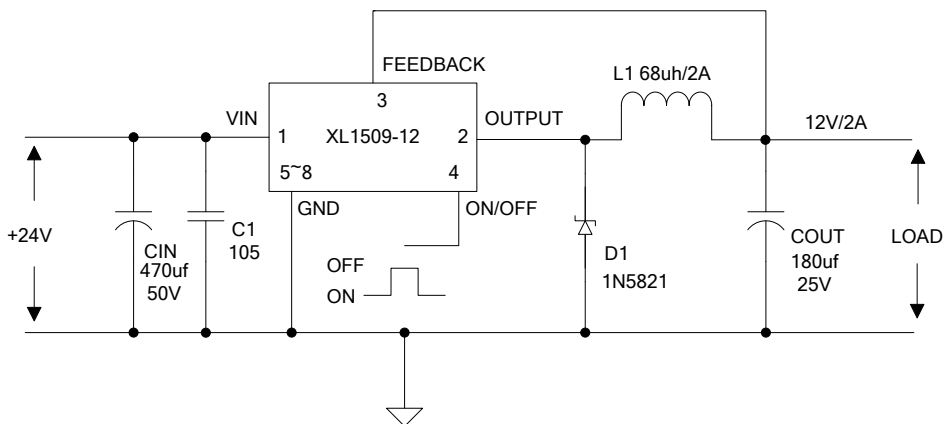 FEEDBACK
L1 68uh/2A
3
VIN
OUTPUT
12V/2A
1
XL1509-12
2
5~8
4
GND
ON/OFF
+24V
CIN
470uf
50V
C1
105
OFF
ON
D1
1N5821
COUT
180uf
25V
LOAD